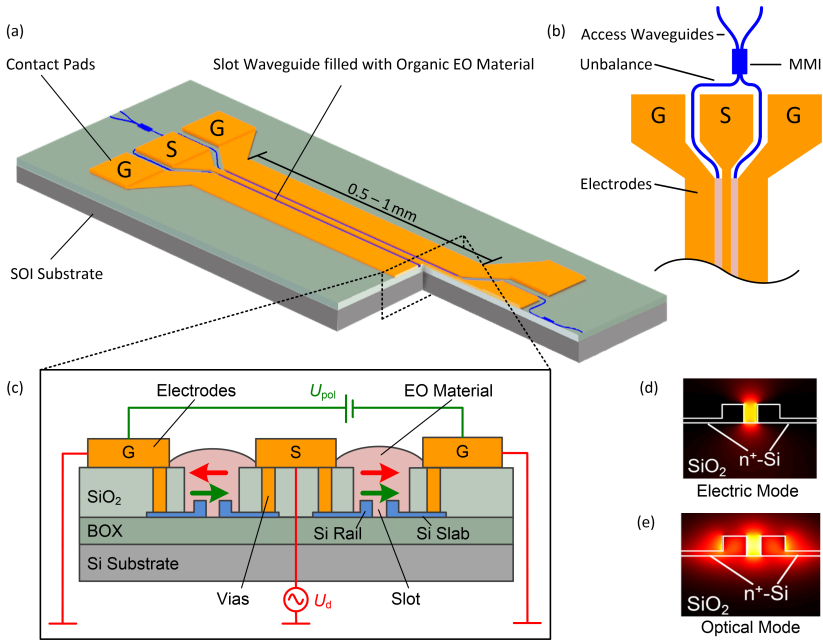 (a)
Contact Pads
Slot Waveguide filled with Organic EO Material
G
S
G
0.5 – 1 mm
SOI Substrate
(b)
Access Waveguides
Unbalance
MMI
G
S
G
Electrodes
(c)
Electrodes
U_pol
EO Material
G
S
G
SiO₂
BOX
Si Rail
Si Slab
Si Substrate
Vias
U_d
Slot
(d)
n⁺-Si
SiO₂
Electric Mode
(e)
n⁺-Si
SiO₂
Optical Mode